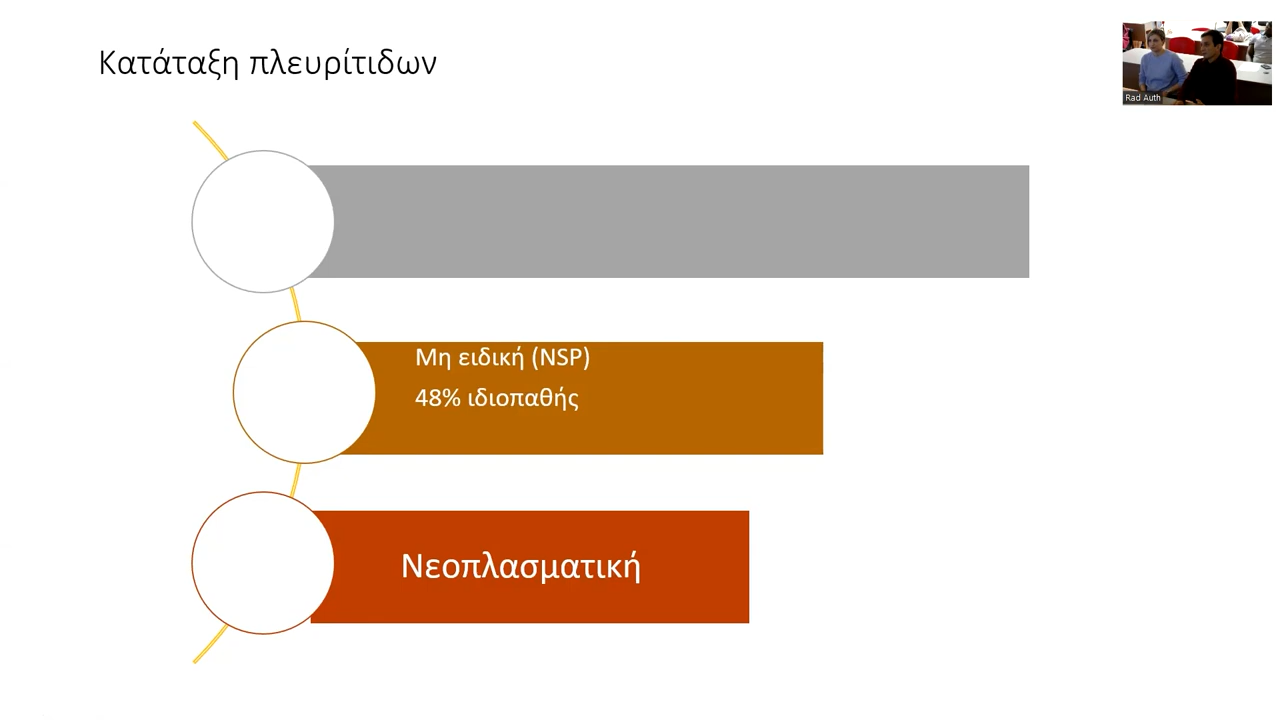 Κατάταξη πλευρίτιδων
Rad Auth
Μη ειδική (NSP)
48% ιδιοπαθής
Νεοπλασματική